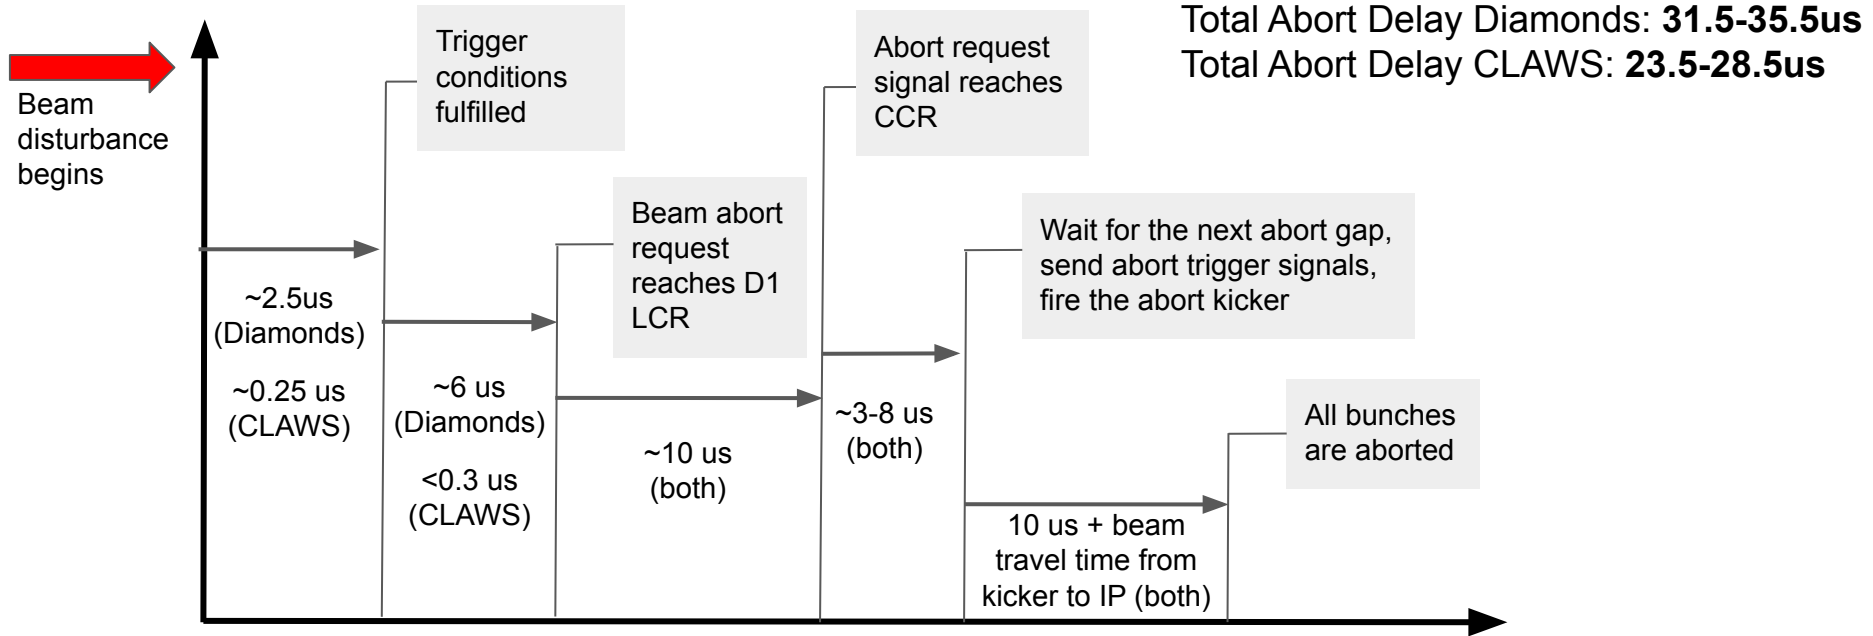 Total Abort Delay Diamonds: 31.5-35.5us
Total Abort Delay CLAWS: 23.5-28.5us
Beam
disturbance
begins
Trigger
conditions
fulfilled
Abort request
signal reaches
CCR
Beam abort
request
reaches D1
LCR
Wait for the next abort gap,
send abort trigger signals,
fire the abort kicker
All bunches
are aborted
~2.5us
(Diamonds)
~0.25 us
(CLAWS)
~6 us
(Diamonds)
<0.3 us
(CLAWS)
~10 us
(both)
~3-8 us
(both)
10 us + beam
travel time from
kicker to IP (both)